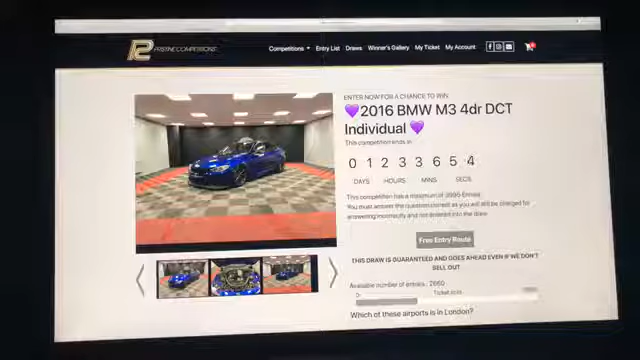 PRISTINE COMPETITIONS
Competitions Entry List Draws Winner's Gallery My Ticket My Account
ENTER NOW FOR A CHANCE TO WIN
💜2016 BMW M3 4dr DCT
Individual 💜
This competition ends in:
0 1 2 3 3 6 5 4
DAYS HOURS MINS SECS
This competition has a maximum of 3995 Entries.
You must answer the question correct as you will still be charged for
answering incorrectly and not entered into the draw.
Free Entry Route
THIS DRAW IS GUARANTEED AND GOES AHEAD EVEN IF WE DON'T
SELL OUT
Available number of entries: 2660
0 Tickets sold
Which of these airports is in London?